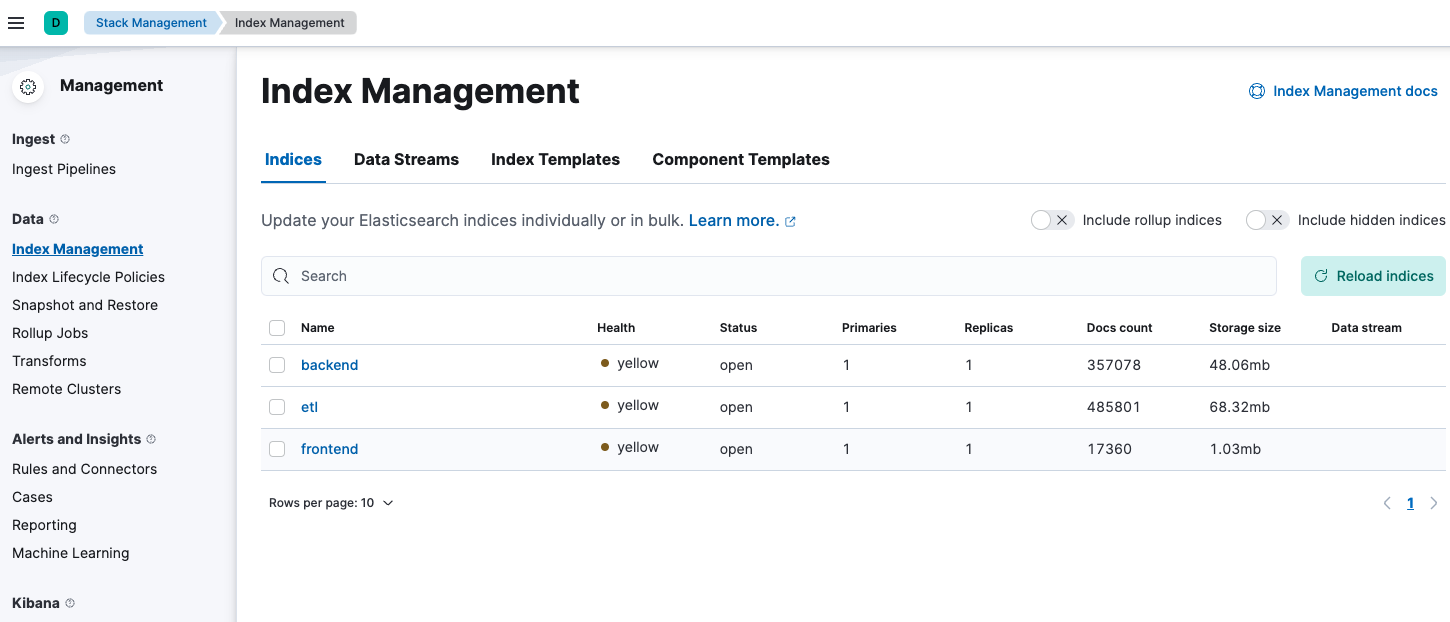 D Stack Management Index Management
Management
Ingest
Ingest Pipelines
Data
Index Management
Index Lifecycle Policies
Snapshot and Restore
Rollup Jobs
Transforms
Remote Clusters
Alerts and Insights
Rules and Connectors
Cases
Reporting
Machine Learning
Kibana
Index Management
Index Management docs
Indices Data Streams Index Templates Component Templates
Update your Elasticsearch indices individually or in bulk. Learn more.
Include rollup indices Include hidden indices
Search
Reload indices
Name Health Status Primaries Replicas Docs count Storage size Data stream
backend yellow open 1 1 357078 48.06mb
etl yellow open 1 1 485801 68.32mb
frontend yellow open 1 1 17360 1.03mb
Rows per page: 10
1